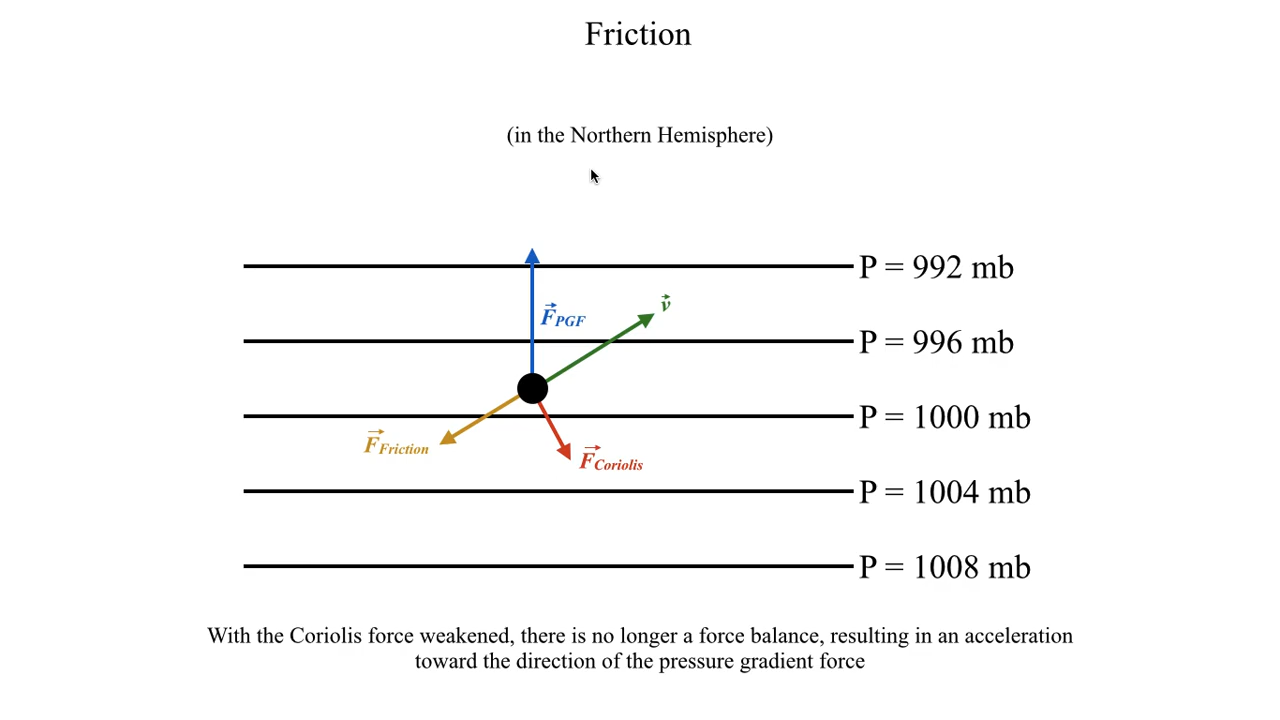 Friction
(in the Northern Hemisphere)
P = 992 mb
v
F PGF
P = 996 mb
P = 1000 mb
F Friction
F Coriolis
P = 1004 mb
P = 1008 mb
With the Coriolis force weakened, there is no longer a force balance, resulting in an acceleration
toward the direction of the pressure gradient force